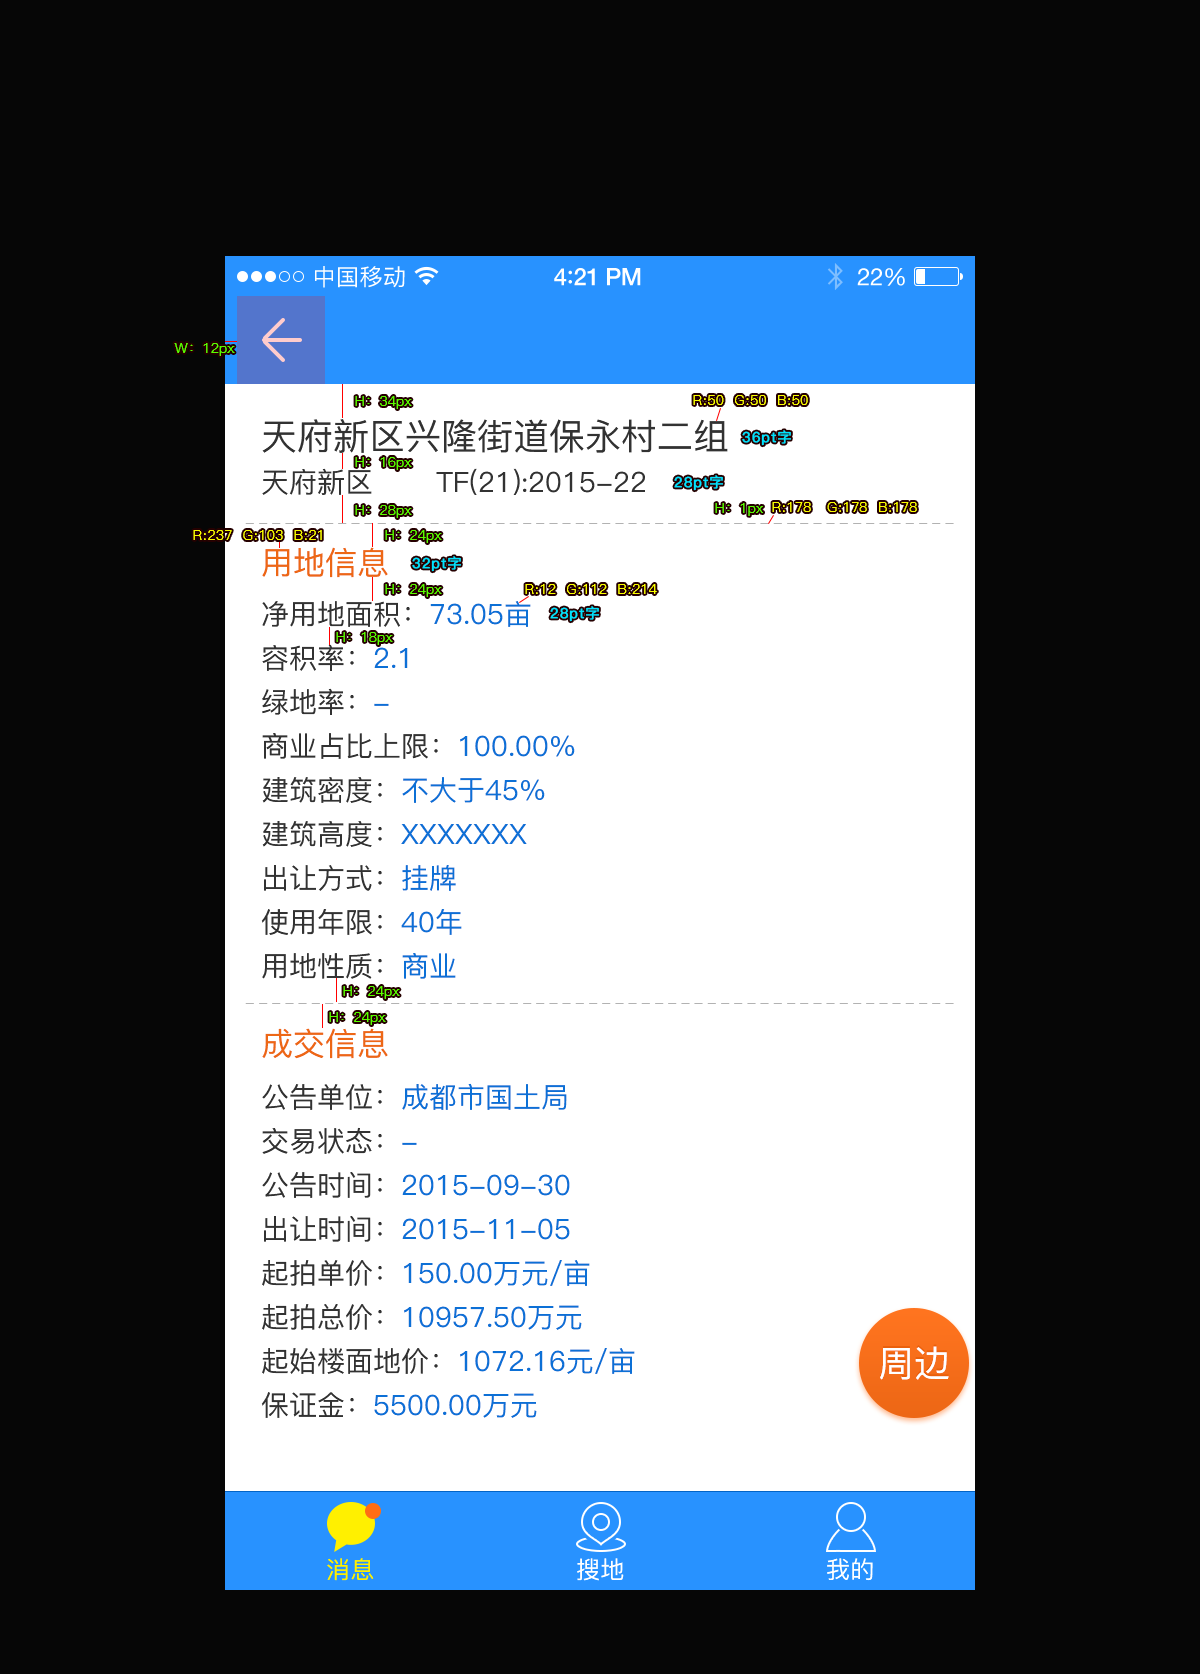 中国移动 4:21 PM 22%
W: 12px
H: 34px R:50 G:50 B:50
天府新区兴隆街道保永村二组 36pt字
H: 16px
天府新区 TF(21):2015-22 28pt字
H: 28px H: 1px R:178 G:178 B:178
R:237 G:103 B:21 H: 24px
用地信息 32pt字
H: 24px R:12 G:112 B:214
净用地面积：73.05亩 28pt字
H: 18px
容积率：2.1
绿地率：-
商业占比上限：100.00%
建筑密度：不大于45%
建筑高度：XXXXXXX
出让方式：挂牌
使用年限：40年
用地性质：商业
H: 24px
H: 24px
成交信息
公告单位：成都市国土局
交易状态：-
公告时间：2015-09-30
出让时间：2015-11-05
起拍单价：150.00万元/亩
起拍总价：10957.50万元
起始楼面地价：1072.16元/亩
周边
保证金：5500.00万元
消息 搜地 我的